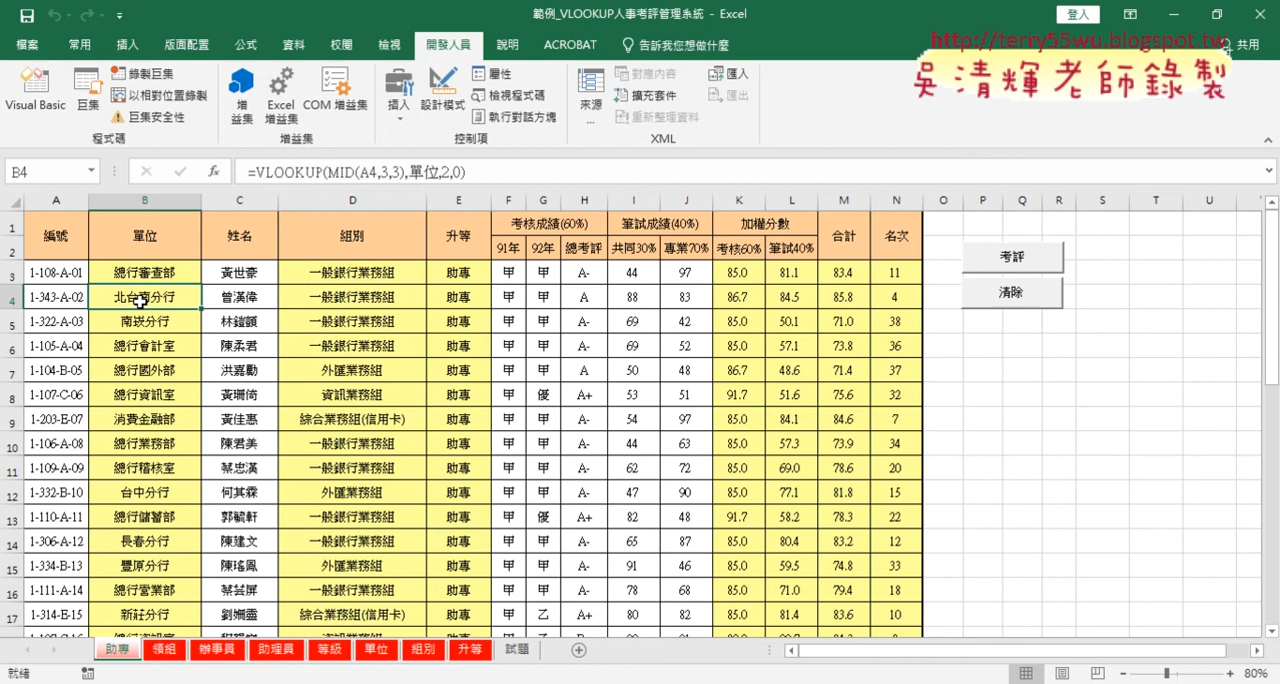 範例_VLOOKUP人事考評管理系統 - Excel
登入
檔案 常用 插入 版面配置 公式 資料 校閱 檢視 開發人員 說明 ACROBAT 告訴我您想做什麼 共用
http://terry55wu.blogspot.tw
吳清輝老師錄製
Visual Basic 巨集 錄製巨集 以相對位置錄製 巨集安全性 程式碼
增益集 Excel 增益集 COM 增益集 增益集
插入 設計模式 屬性 檢視程式碼 執行對話方塊 控制項
來源... 對應內容 擴充套件 重新整理資料 匯入 匯出 XML
B4 fx =VLOOKUP(MID(A4,3,3),單位,2,0)
A B C D E F G H I J K L M N O P Q R S T U
1 編號 單位 姓名 組別 升等 考核成績(60%) 筆試成績(40%) 加權分數 合計 名次
2 91年 92年 總考評 共同30% 專業70% 考核60% 筆試40%
3 1-108-A-01 總行審查部 黃世豪 一般銀行業務組 助專 甲 甲 A- 44 97 85.0 81.1 83.4 11
4 1-343-A-02 北台南分行 曾漢偉 一般銀行業務組 助專 甲 甲 A 88 83 86.7 84.5 85.8 4
5 1-322-A-03 南崁分行 林鎧顗 一般銀行業務組 助專 甲 甲 A- 69 42 85.0 50.1 71.0 38
6 1-105-A-04 總行會計室 陳柔君 一般銀行業務組 助專 甲 甲 A- 69 52 85.0 57.1 73.8 36
7 1-104-B-05 總行國外部 洪嘉勵 外匯業務組 助專 甲 甲 A 50 48 86.7 48.6 71.4 37
8 1-107-C-06 總行資訊室 黃珊倚 資訊業務組 助專 甲 優 A+ 53 51 91.7 51.6 75.6 32
9 1-203-E-07 消費金融部 黃佳惠 綜合業務組(信用卡) 助專 甲 甲 A- 54 97 85.0 84.1 84.6 7
10 1-106-A-08 總行業務部 陳君美 一般銀行業務組 助專 甲 甲 A- 44 63 85.0 57.3 73.9 34
11 1-109-A-09 總行稽核室 蔡忠漢 一般銀行業務組 助專 甲 甲 A- 62 72 85.0 69.0 78.6 20
12 1-332-B-10 台中分行 何其霖 外匯業務組 助專 甲 甲 A- 47 90 85.0 77.1 81.8 15
13 1-110-A-11 總行儲蓄部 郭毓軒 一般銀行業務組 助專 甲 優 A+ 82 48 91.7 58.2 78.3 22
14 1-306-A-12 長春分行 陳建文 一般銀行業務組 助專 甲 甲 A- 65 87 85.0 80.4 83.2 12
15 1-334-B-13 豐原分行 陳瑤鳳 外匯業務組 助專 甲 甲 A- 91 46 85.0 59.5 74.8 33
16 1-111-A-14 總行營業部 蔡芸屏 一般銀行業務組 助專 甲 甲 A- 78 68 85.0 71.0 79.4 18
17 1-314-E-15 新莊分行 劉姍靈 綜合業務組(信用卡) 助專 甲 乙 A+ 80 82 85.0 81.4 83.6 10
考評
清除
助專 領組 辦事員 助理員 等級 單位 組別 升等 試題
就緒 80%